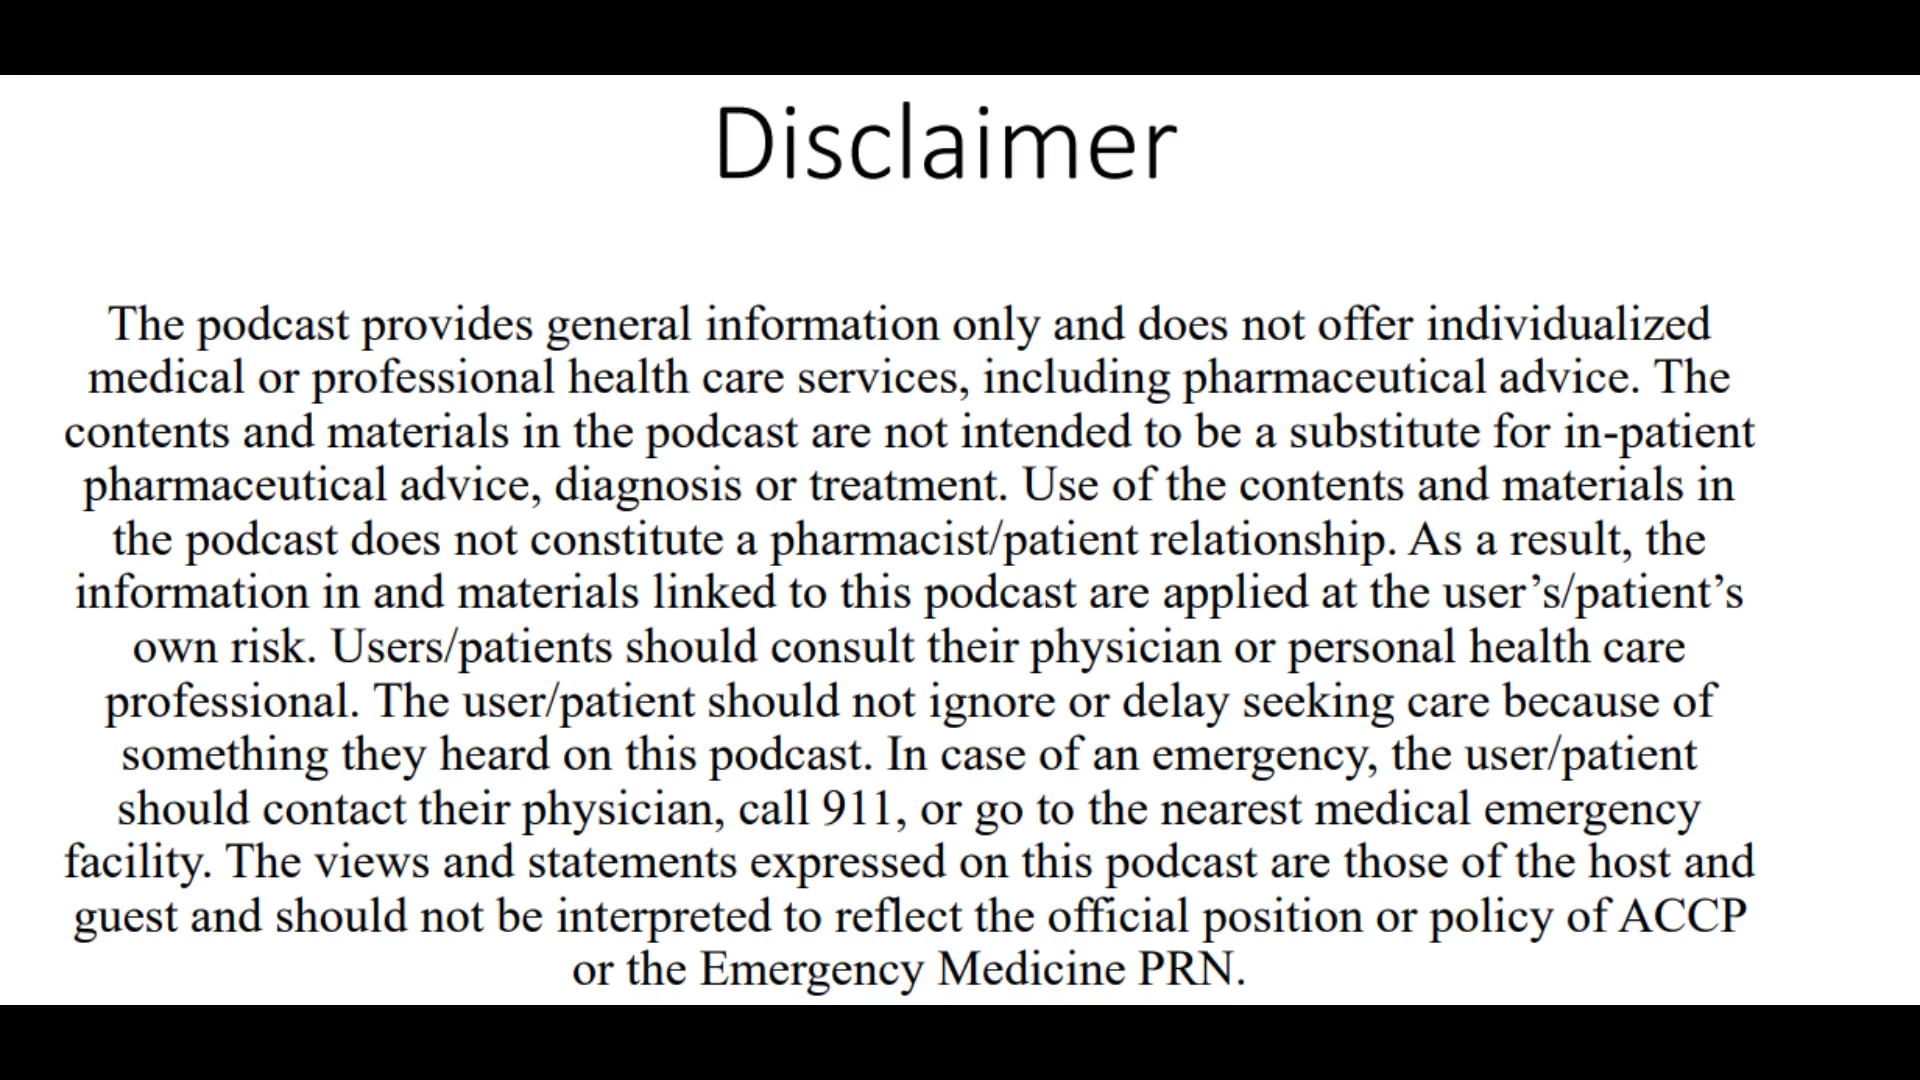 Disclaimer
The podcast provides general information only and does not offer individualized
medical or professional health care services, including pharmaceutical advice. The
contents and materials in the podcast are not intended to be a substitute for in-patient
pharmaceutical advice, diagnosis or treatment. Use of the contents and materials in
the podcast does not constitute a pharmacist/patient relationship. As a result, the
information in and materials linked to this podcast are applied at the user’s/patient’s
own risk. Users/patients should consult their physician or personal health care
professional. The user/patient should not ignore or delay seeking care because of
something they heard on this podcast. In case of an emergency, the user/patient
should contact their physician, call 911, or go to the nearest medical emergency
facility. The views and statements expressed on this podcast are those of the host and
guest and should not be interpreted to reflect the official position or policy of ACCP
or the Emergency Medicine PRN.